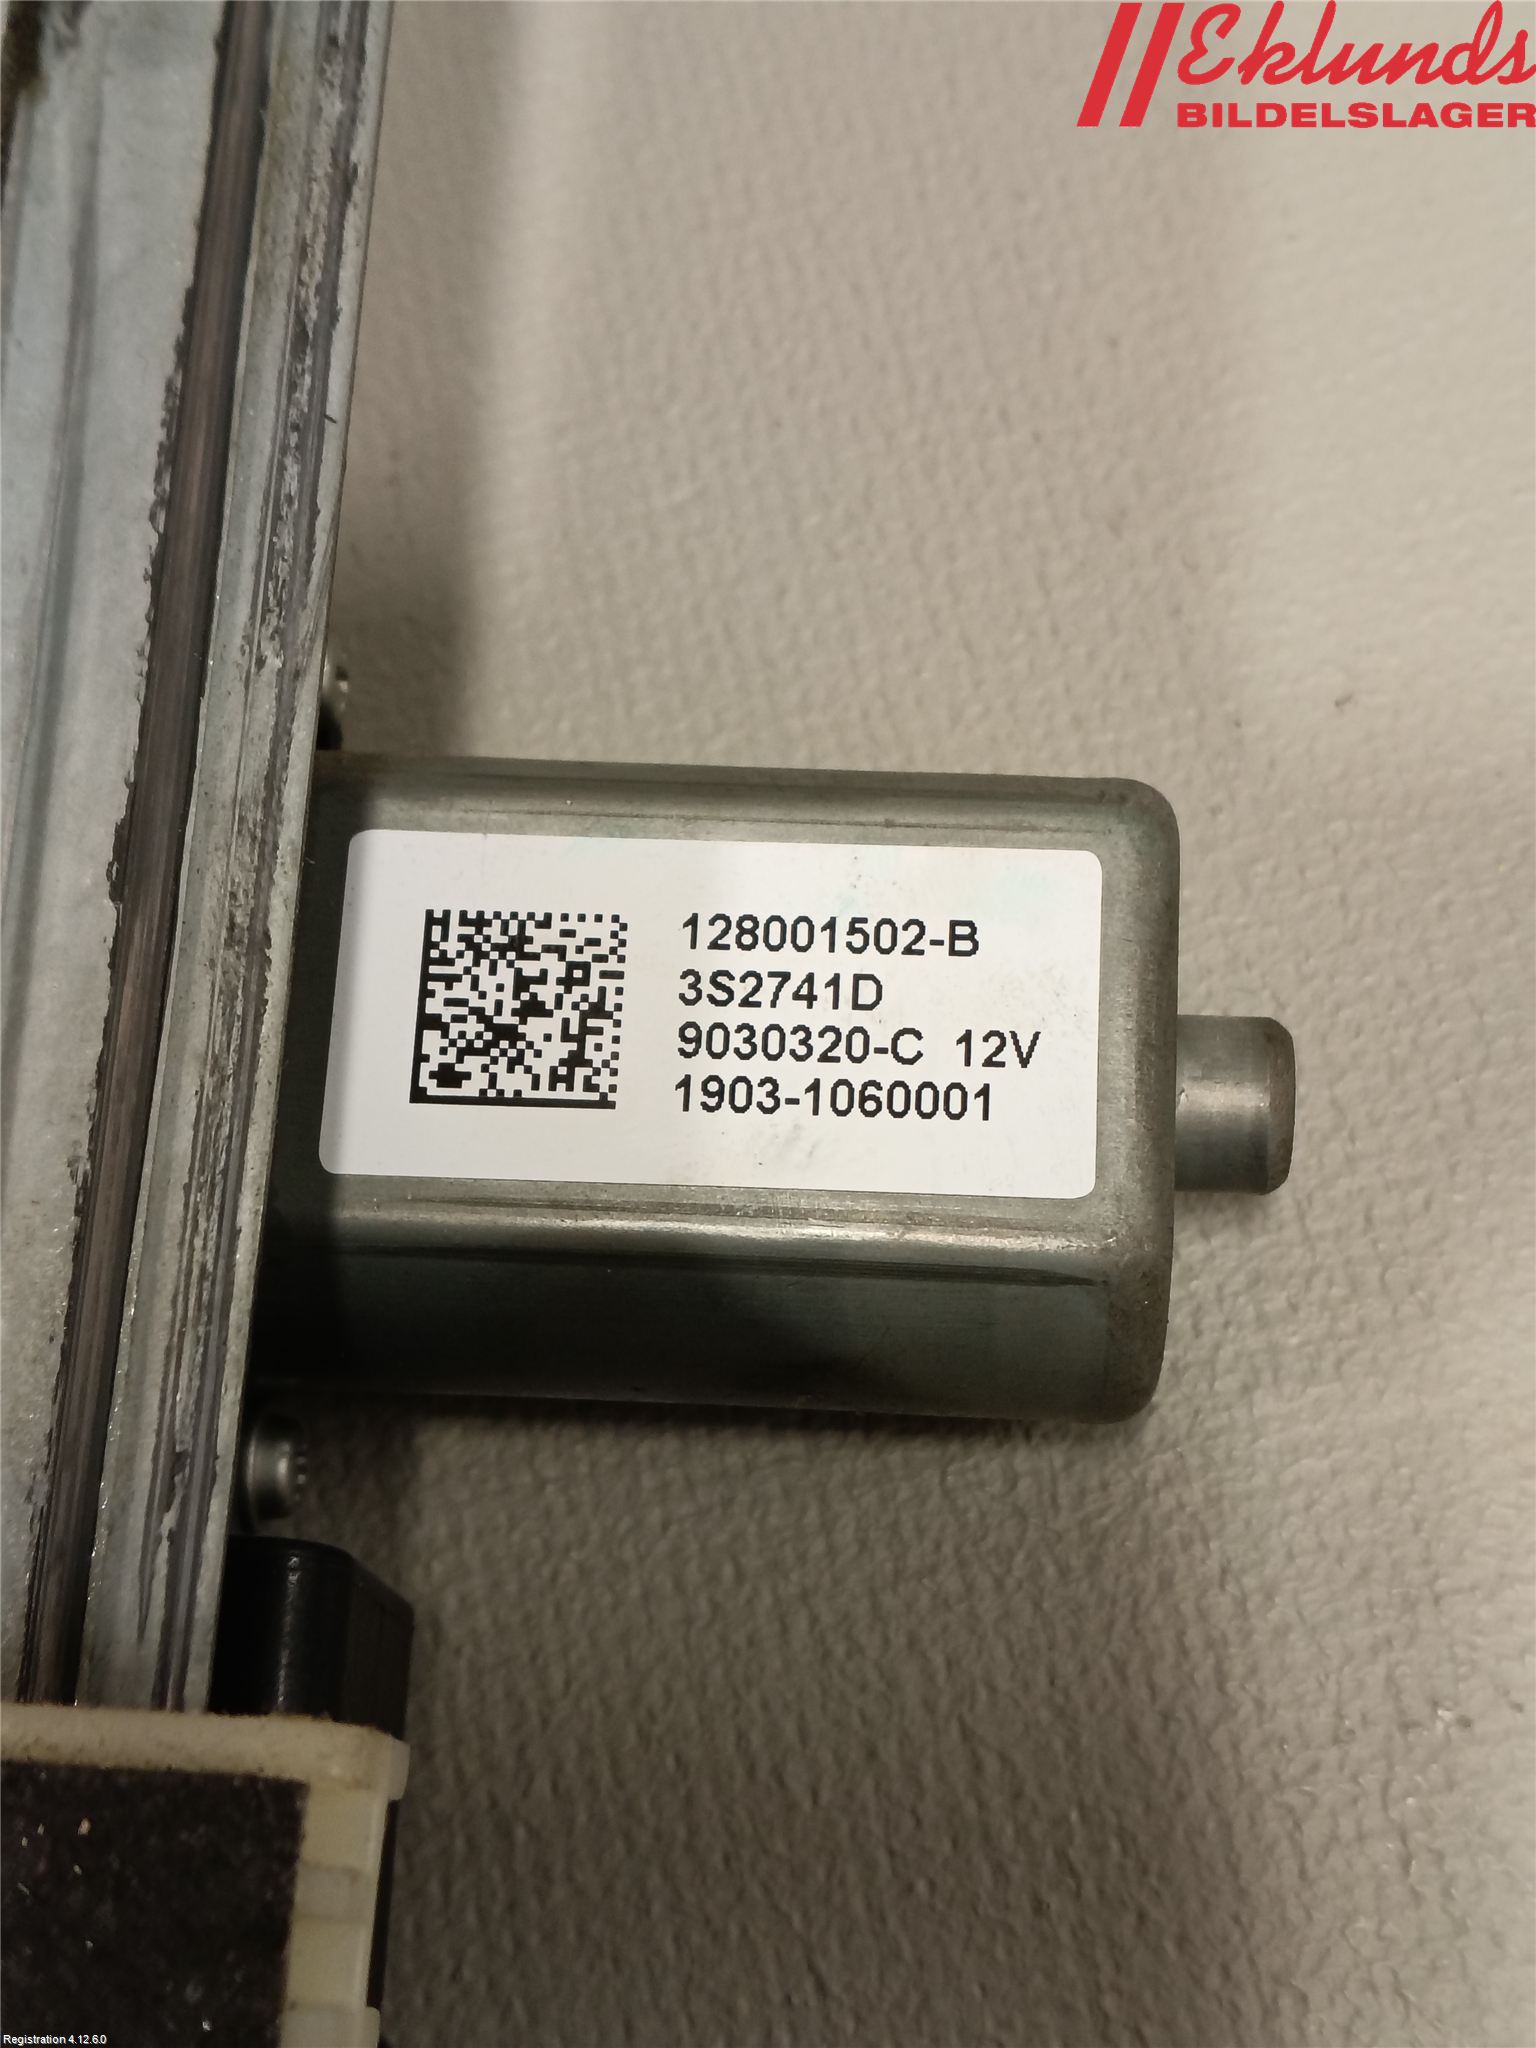 Eklunds
BILDELSLAGER
128001502-B
3S2741D
9030320-C 12V
1903-1060001
Registration 4.12.6.0